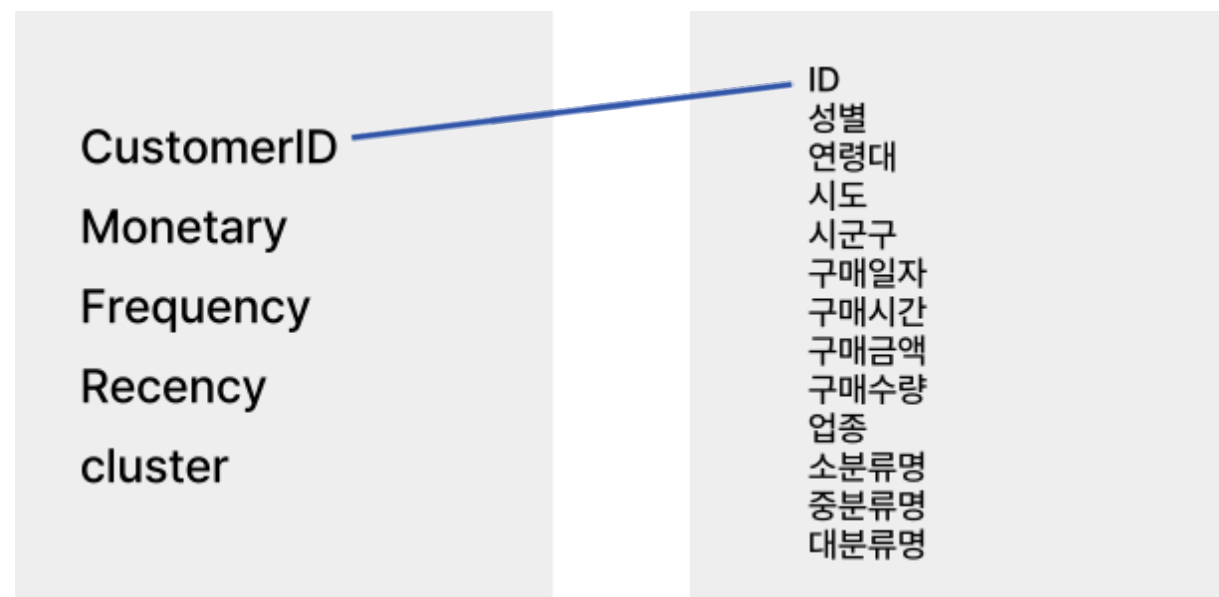 CustomerID
Monetary
Frequency
Recency
cluster
ID
성별
연령대
시도
시군구
구매일자
구매시간
구매금액
구매수량
업종
소분류명
중분류명
대분류명